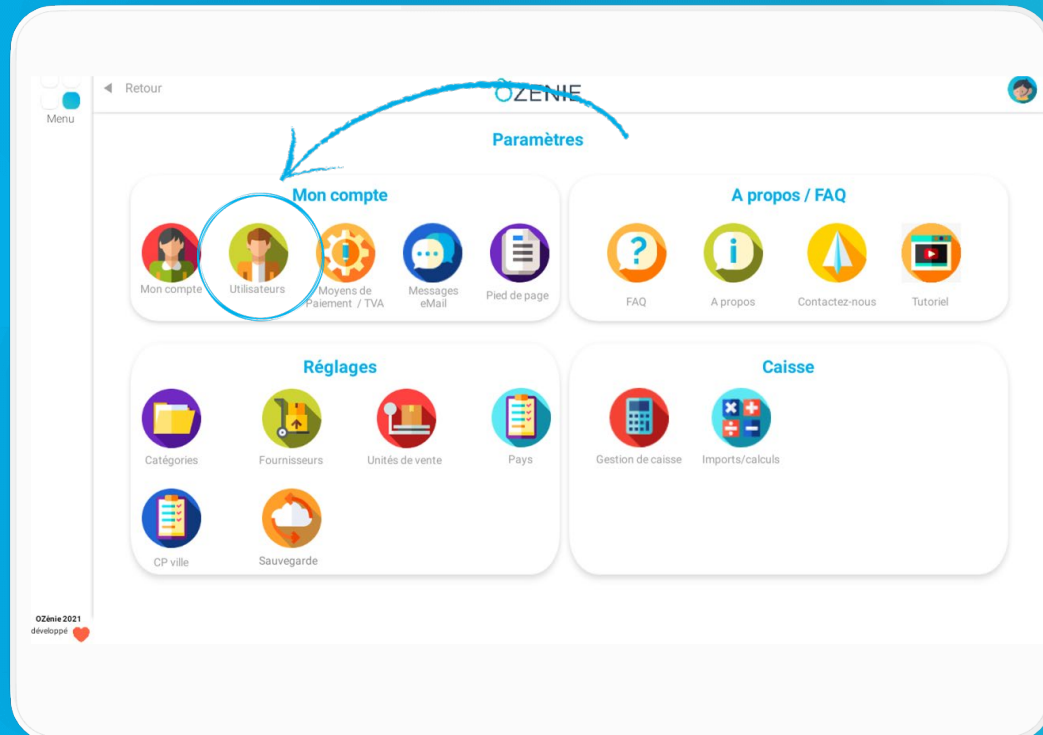 Menu
Retour
OZENIE
Paramètres
Mon compte
Mon compte
Utilisateurs
Moyens de
Paiement / TVA
Messages
eMail
Pied de page
A propos / FAQ
FAQ
A propos
Contactez-nous
Tutoriel
Réglages
Catégories
Fournisseurs
Unités de vente
Pays
CP ville
Sauvegarde
Caisse
Gestion de caisse
Imports/calculs
OZénie 2021
développé